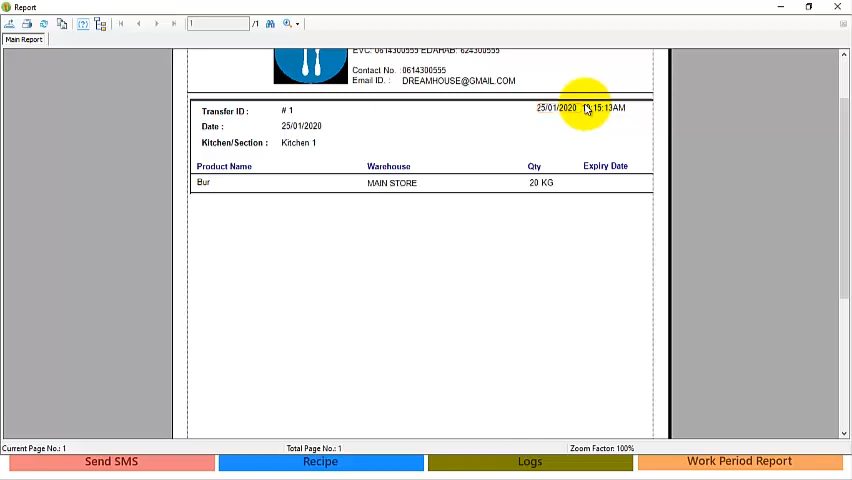 Report
1
/1
Main Report
EVC: 0614300555 EDAHAB: 624300555
Contact No. :0614300555
Email ID. : DREAMHOUSE@GMAIL.COM
Transfer ID : # 1
25/01/2020 :15:13AM
Date : 25/01/2020
Kitchen/Section : Kitchen 1
Product Name Warehouse Qty Expiry Date
Bur MAIN STORE 20 KG
Current Page No.: 1 Total Page No.: 1 Zoom Factor: 100%
Send SMS Recipe Logs Work Period Report